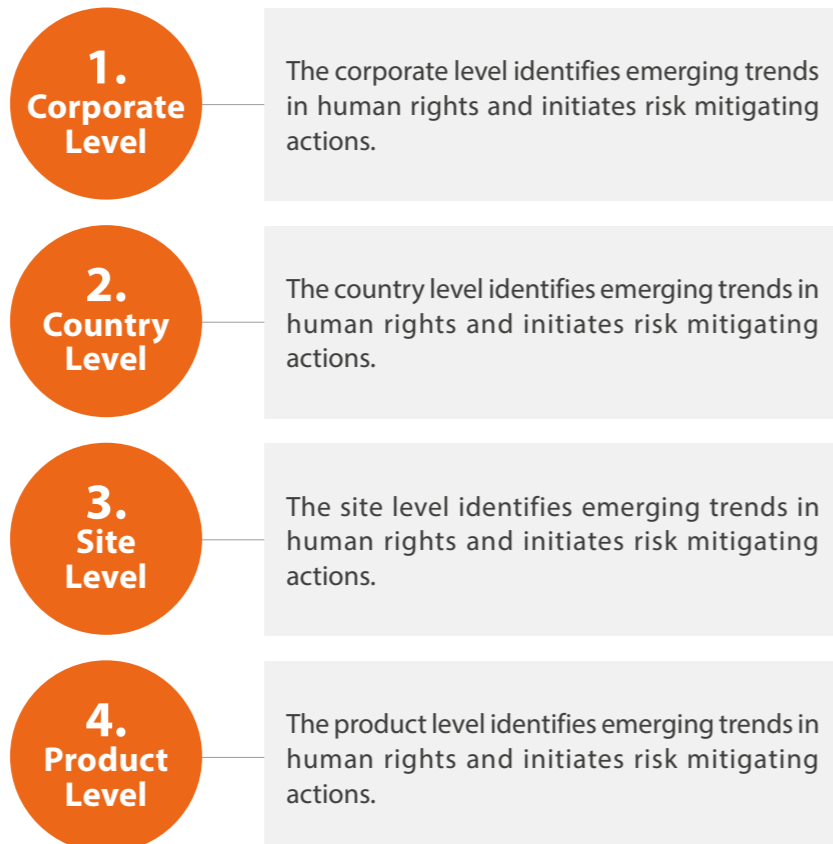 1.
Corporate
Level
The corporate level identifies emerging trends
in human rights and initiates risk mitigating
actions.
2.
Country
Level
The country level identifies emerging trends in
human rights and initiates risk mitigating
actions.
3.
Site
Level
The site level identifies emerging trends in
human rights and initiates risk mitigating
actions.
4.
Product
Level
The product level identifies emerging trends in
human rights and initiates risk mitigating
actions.